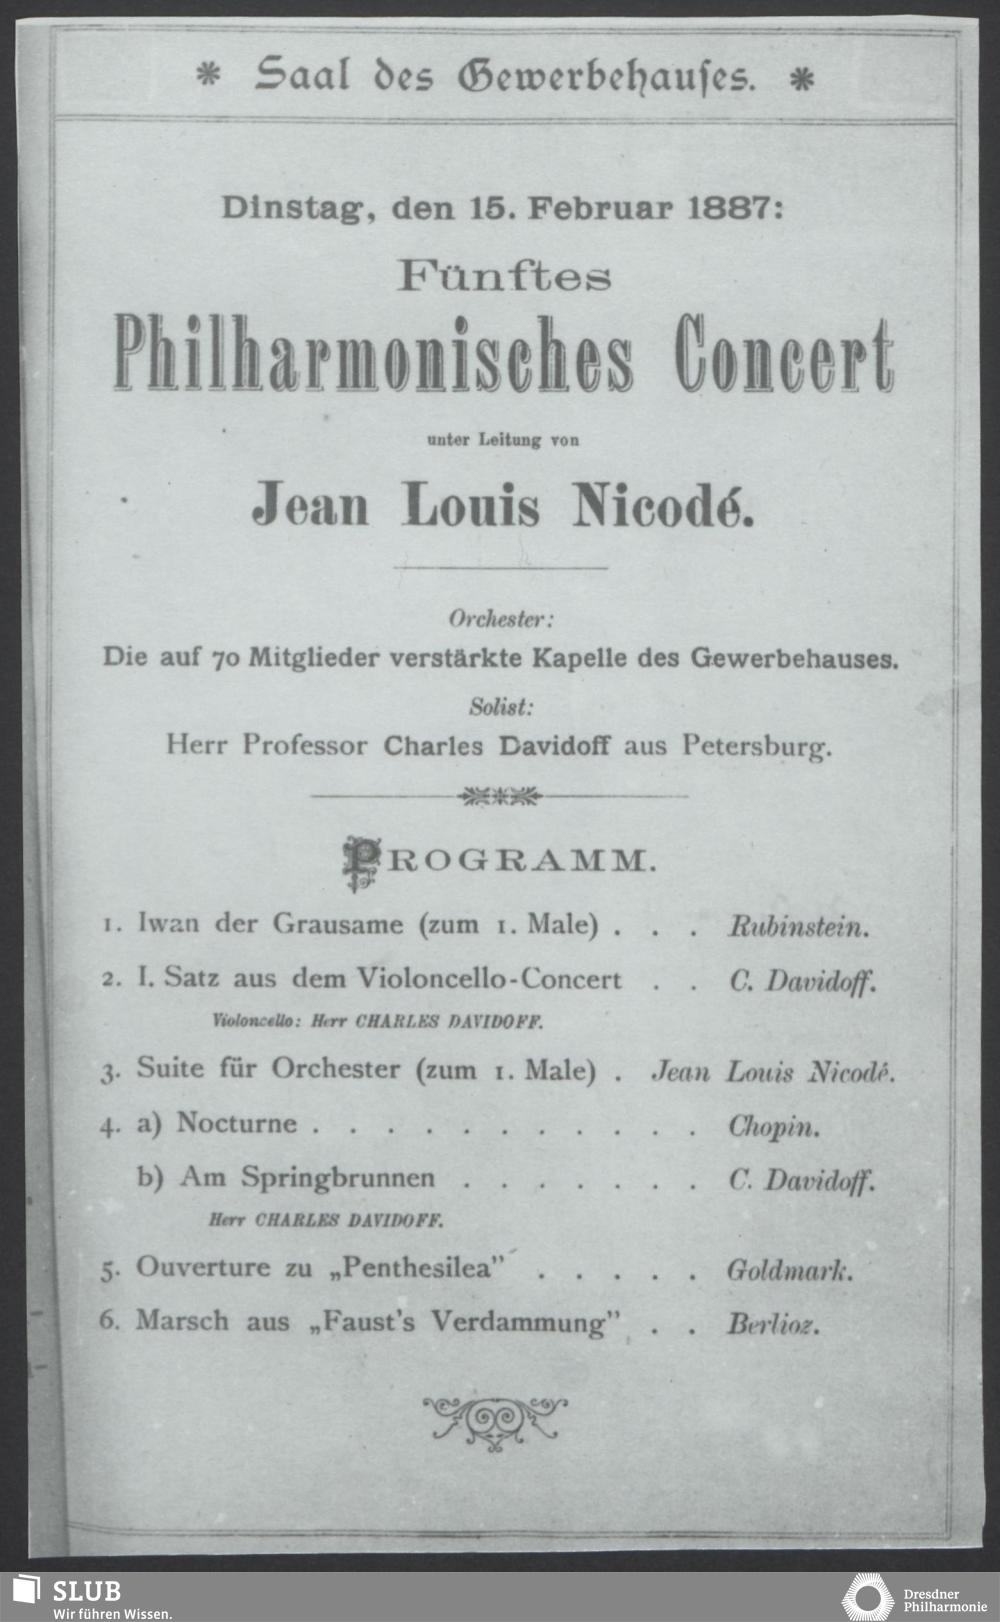 * Saal des Gewerbehauſes. *
Dinstag, den 15. Februar 1887:
Fünftes
Philharmonisches Concert
unter Leitung von
Jean Louis Nicodé.
Orchester:
Die auf 70 Mitglieder verstärkte Kapelle des Gewerbehauses.
Solist:
Herr Professor Charles Davidoff aus Petersburg.
PROGRAMM.
1. Iwan der Grausame (zum 1. Male) . . . Rubinstein.
2. I. Satz aus dem Violoncello-Concert . . C. Davidoff.
Violoncello: Herr CHARLES DAVIDOFF.
3. Suite für Orchester (zum 1. Male) . Jean Louis Nicodé.
4. a) Nocturne . . . . . . . . . . . Chopin.
b) Am Springbrunnen . . . . . . . C. Davidoff.
Herr CHARLES DAVIDOFF.
5. Ouverture zu „Penthesilea” . . . . . Goldmark.
6. Marsch aus „Faust's Verdammung” . . Berlioz.
SLUB
Wir führen Wissen.
Dresdner
Philharmonie